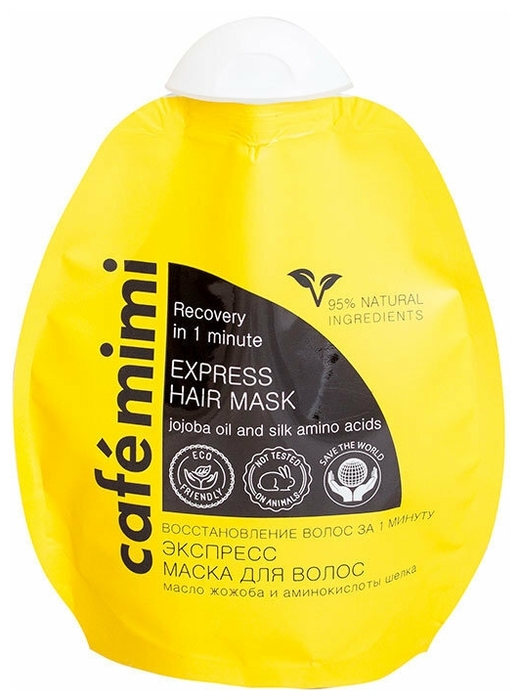 café mimi
95% NATURAL
INGREDIENTS
Recovery
in 1 minute
EXPRESS
HAIR MASK
jojoba oil and silk amino acids
ECO
FRIENDLY
NOT TESTED
ON ANIMALS
SAVE THE WORLD
ВОССТАНОВЛЕНИЕ ВОЛОС ЗА 1 МИНУТУ
ЭКСПРЕСС
МАСКА ДЛЯ ВОЛОС
масло жожоба и аминокислоты шелка